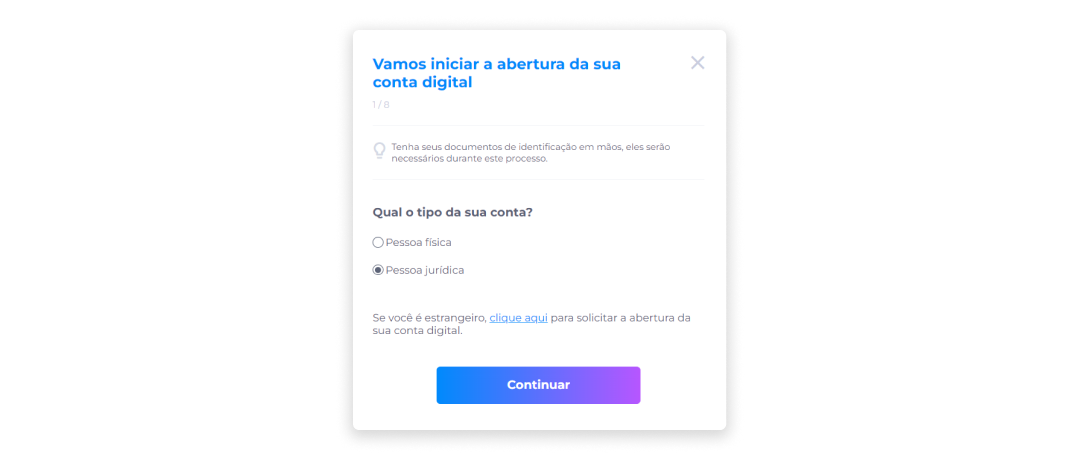 Vamos iniciar a abertura da sua
conta digital
1 / 8
Tenha seus documentos de identificação em mãos, eles serão
necessários durante este processo.
Qual o tipo da sua conta?
Pessoa física
Pessoa jurídica
Se você é estrangeiro, clique aqui para solicitar a abertura da
sua conta digital.
Continuar